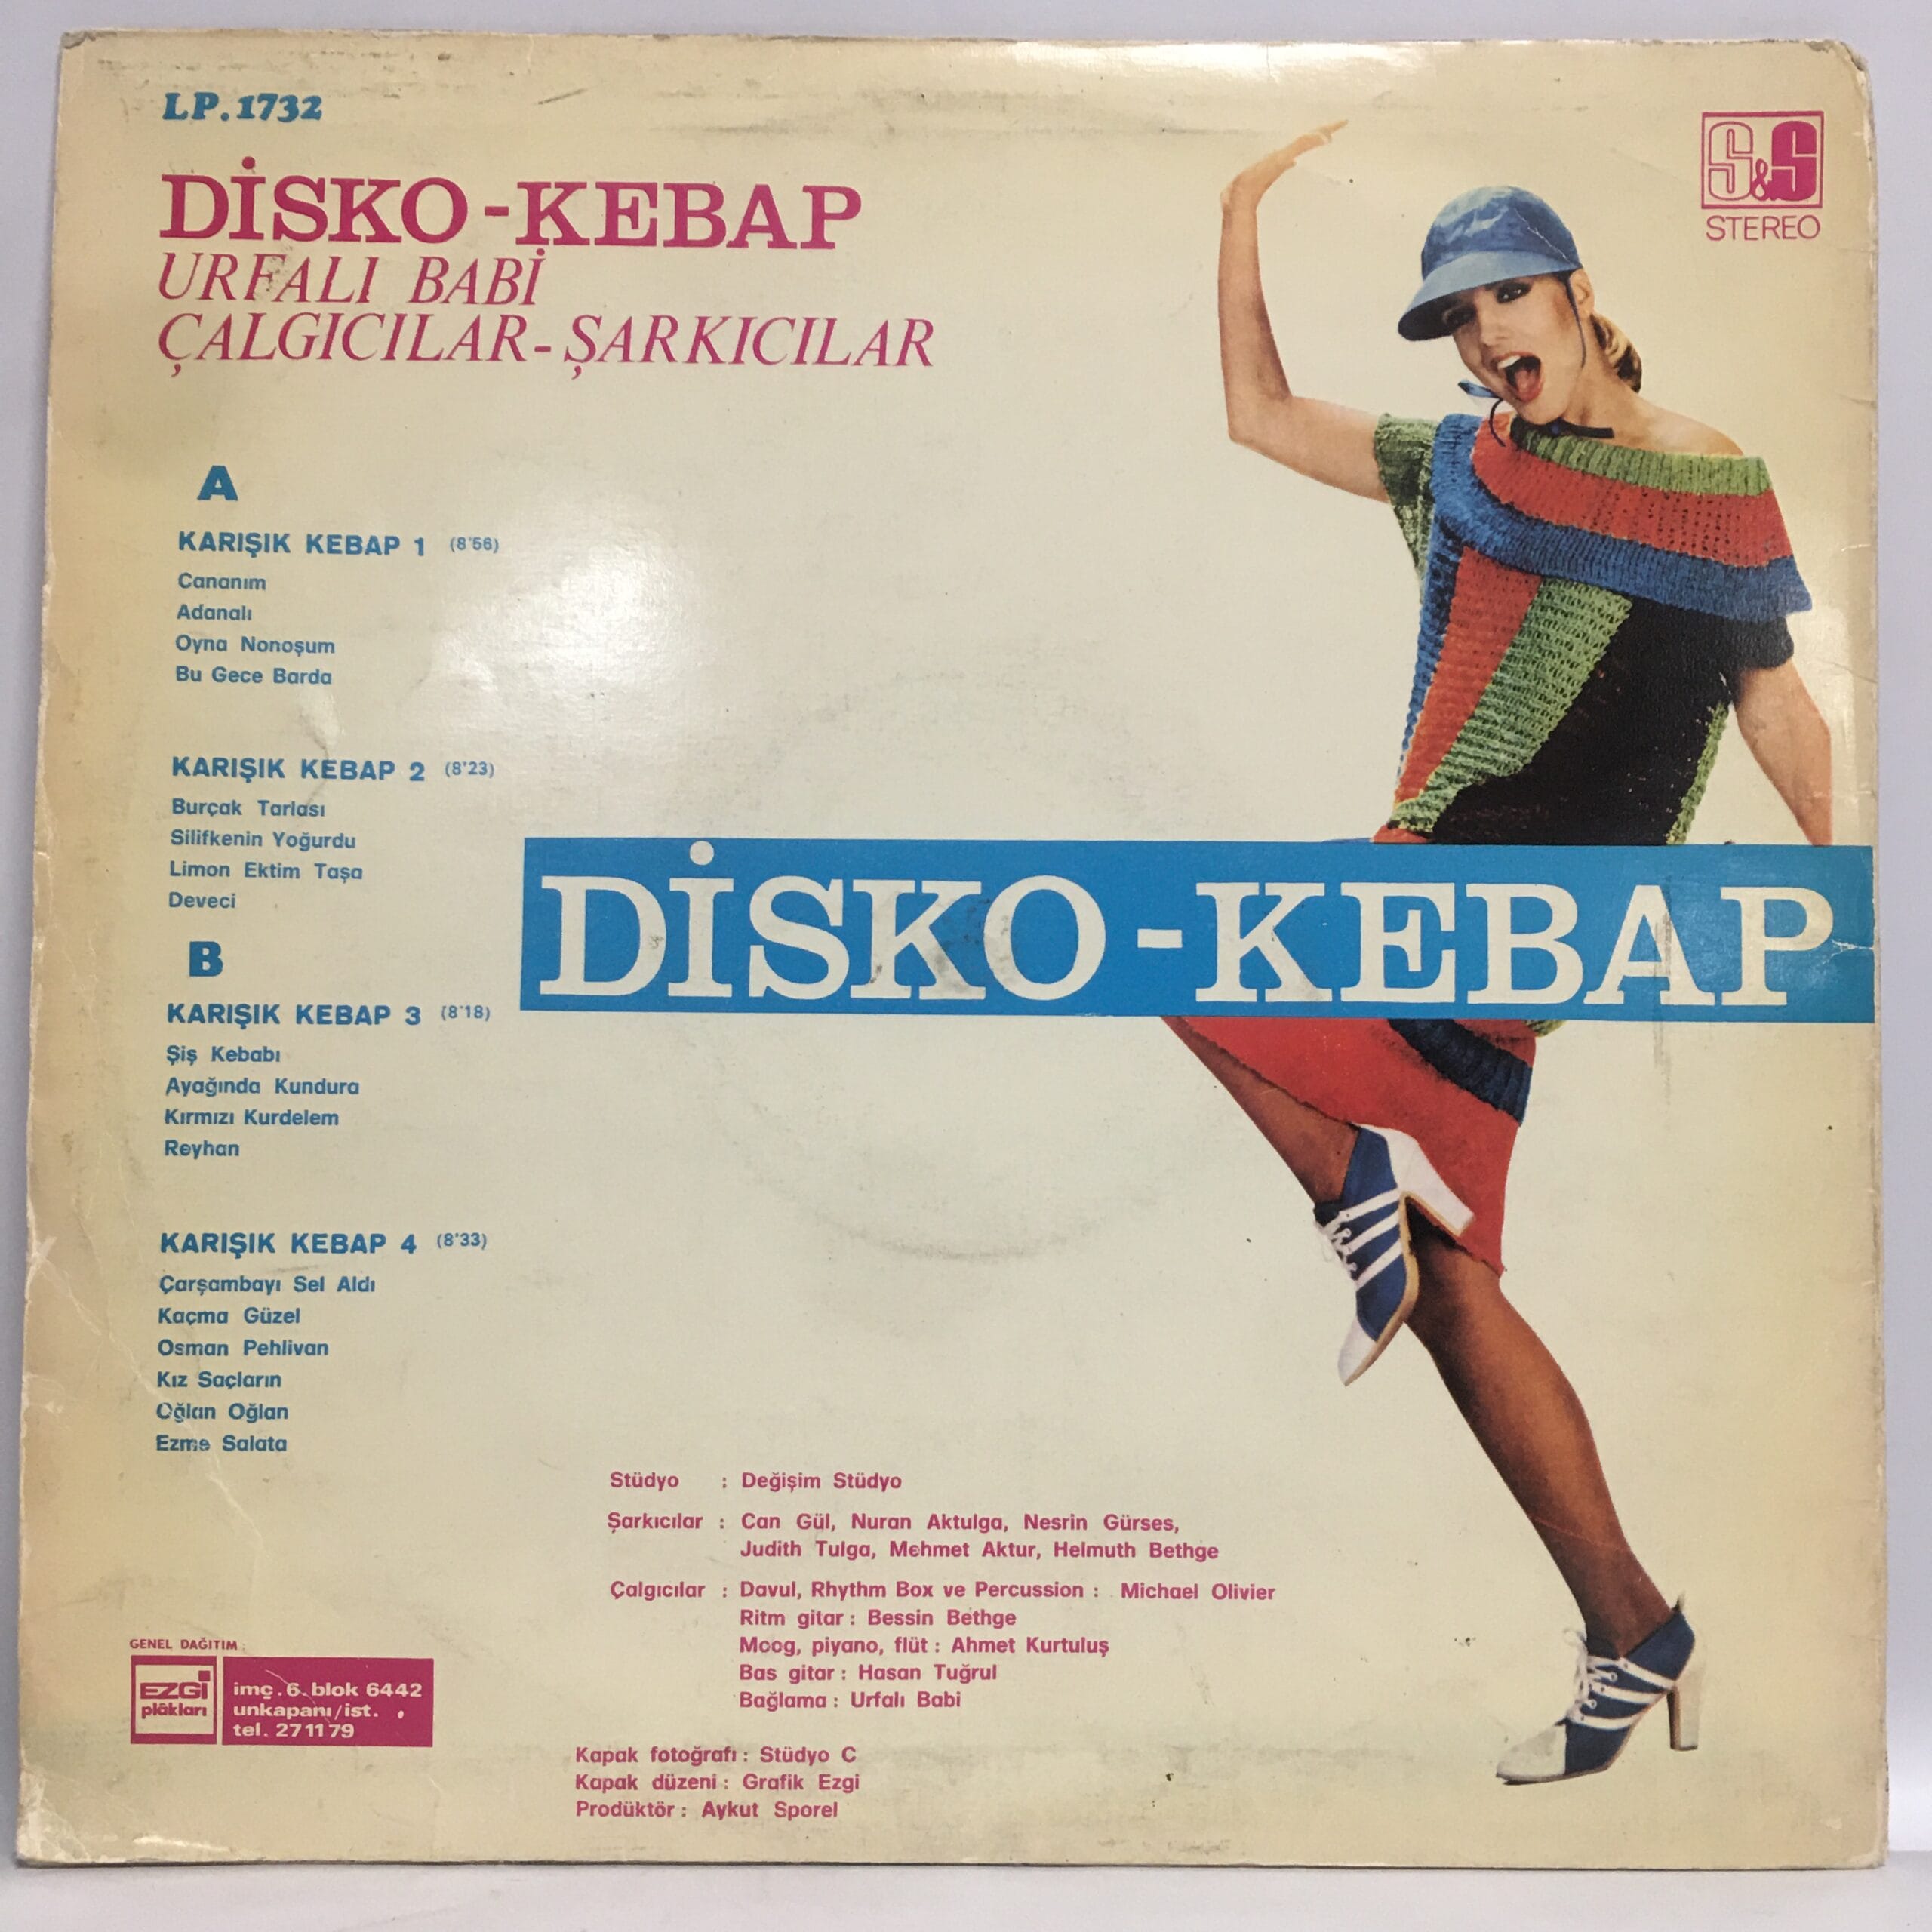 LP.1732
DİSKO-KEBAP
URFALI BABİ
ÇALGICILAR-ŞARKICILAR
S&S
STEREO
A
KARIŞIK KEBAP 1 (8'56)
Cananım
Adanalı
Oyna Nonoşum
Bu Gece Barda
KARIŞIK KEBAP 2 (8'23)
Burçak Tarlası
Silifkenin Yoğurdu
Limon Ektim Taşa
Deveci
B
KARIŞIK KEBAP 3 (8'18)
Şiş Kebabı
Ayağında Kundura
Kırmızı Kurdelem
Reyhan
KARIŞIK KEBAP 4 (8'33)
Çarşambayı Sel Aldı
Kaçma Güzel
Osman Pehlivan
Kız Saçların
Oğlan Oğlan
Ezme Salata
DİSKO-KEBAP
Stüdyo : Değişim Stüdyo
Şarkıcılar : Can Gül, Nuran Aktulga, Nesrin Gürses,
Judith Tulga, Mehmet Aktur, Helmuth Bethge
Çalgıcılar : Davul, Rhythm Box ve Percussion : Michael Olivier
Ritm gitar : Bessin Bethge
Moog, piyano, flüt : Ahmet Kurtuluş
Bas gitar : Hasan Tuğrul
Bağlama : Urfalı Babi
Kapak fotoğrafı : Stüdyo C
Kapak düzeni : Grafik Ezgi
Prodüktör : Aykut Sporel
GENEL DAĞITIM :
EZGİ
plâkları
imç. 6. blok 6442
unkapanı/ist.
tel. 27 11 79